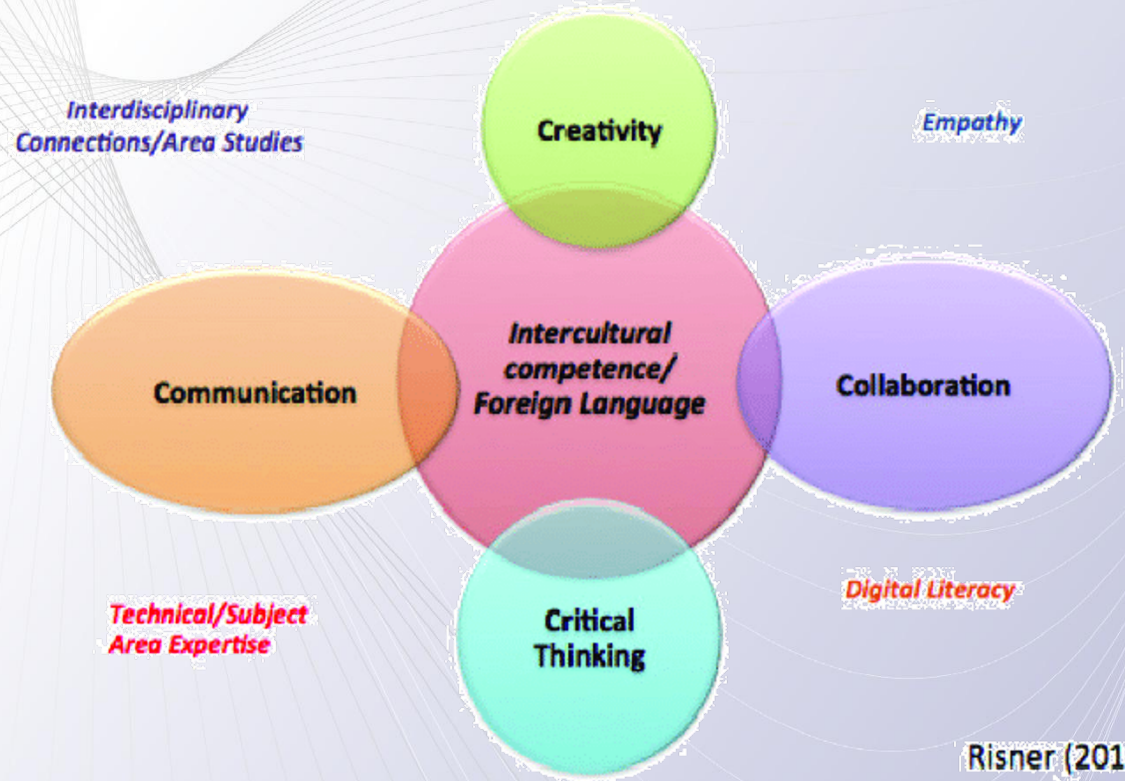 Interdisciplinary
Connections/Area Studies
Creativity
Empathy
Communication
Intercultural
competence/
Foreign Language
Collaboration
Technical/Subject
Area Expertise
Critical
Thinking
Digital Literacy
Risner (201